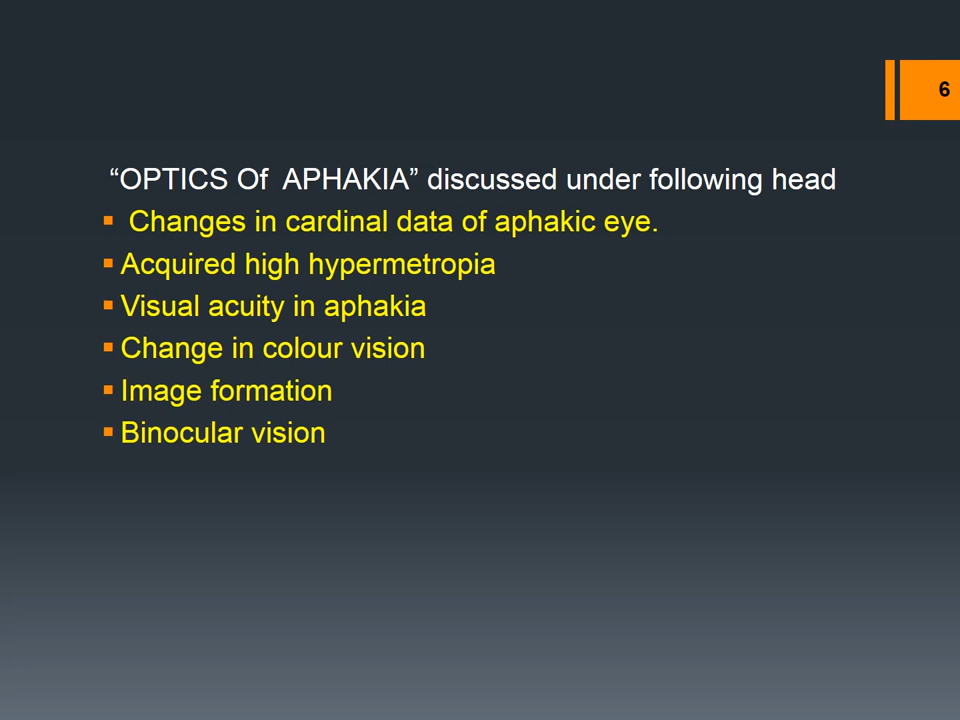 6
“OPTICS Of APHAKIA” discussed under following head
Changes in cardinal data of aphakic eye.
Acquired high hypermetropia
Visual acuity in aphakia
Change in colour vision
Image formation
Binocular vision